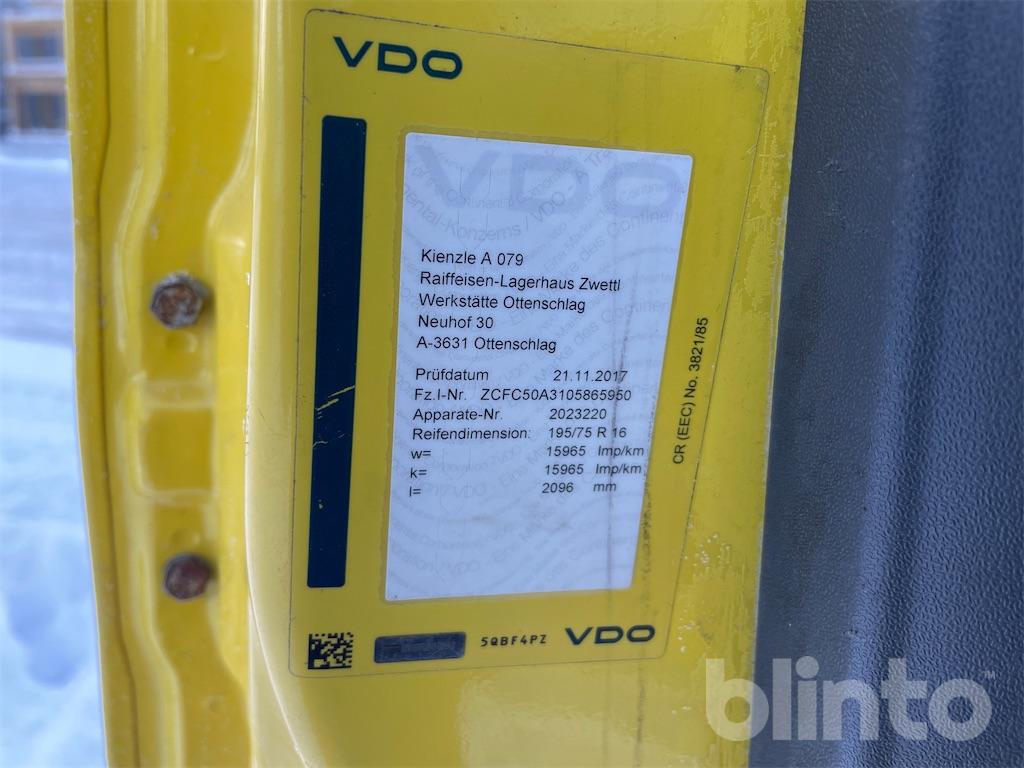 VDO
VDO
Kienzle A 079
Raiffeisen-Lagerhaus Zwettl
Werkstätte Ottenschlag
Neuhof 30
A-3631 Ottenschlag
Prüfdatum 21.11.2017
Fz.I-Nr. ZCFC50A3105865950
Apparate-Nr. 2023220
Reifendimension: 195/75 R 16
w= 15965 Imp/km
k= 15965 Imp/km
l= 2096 mm
CR (EEC) No. 3821/85
5QBF4PZ VDO
blinto™